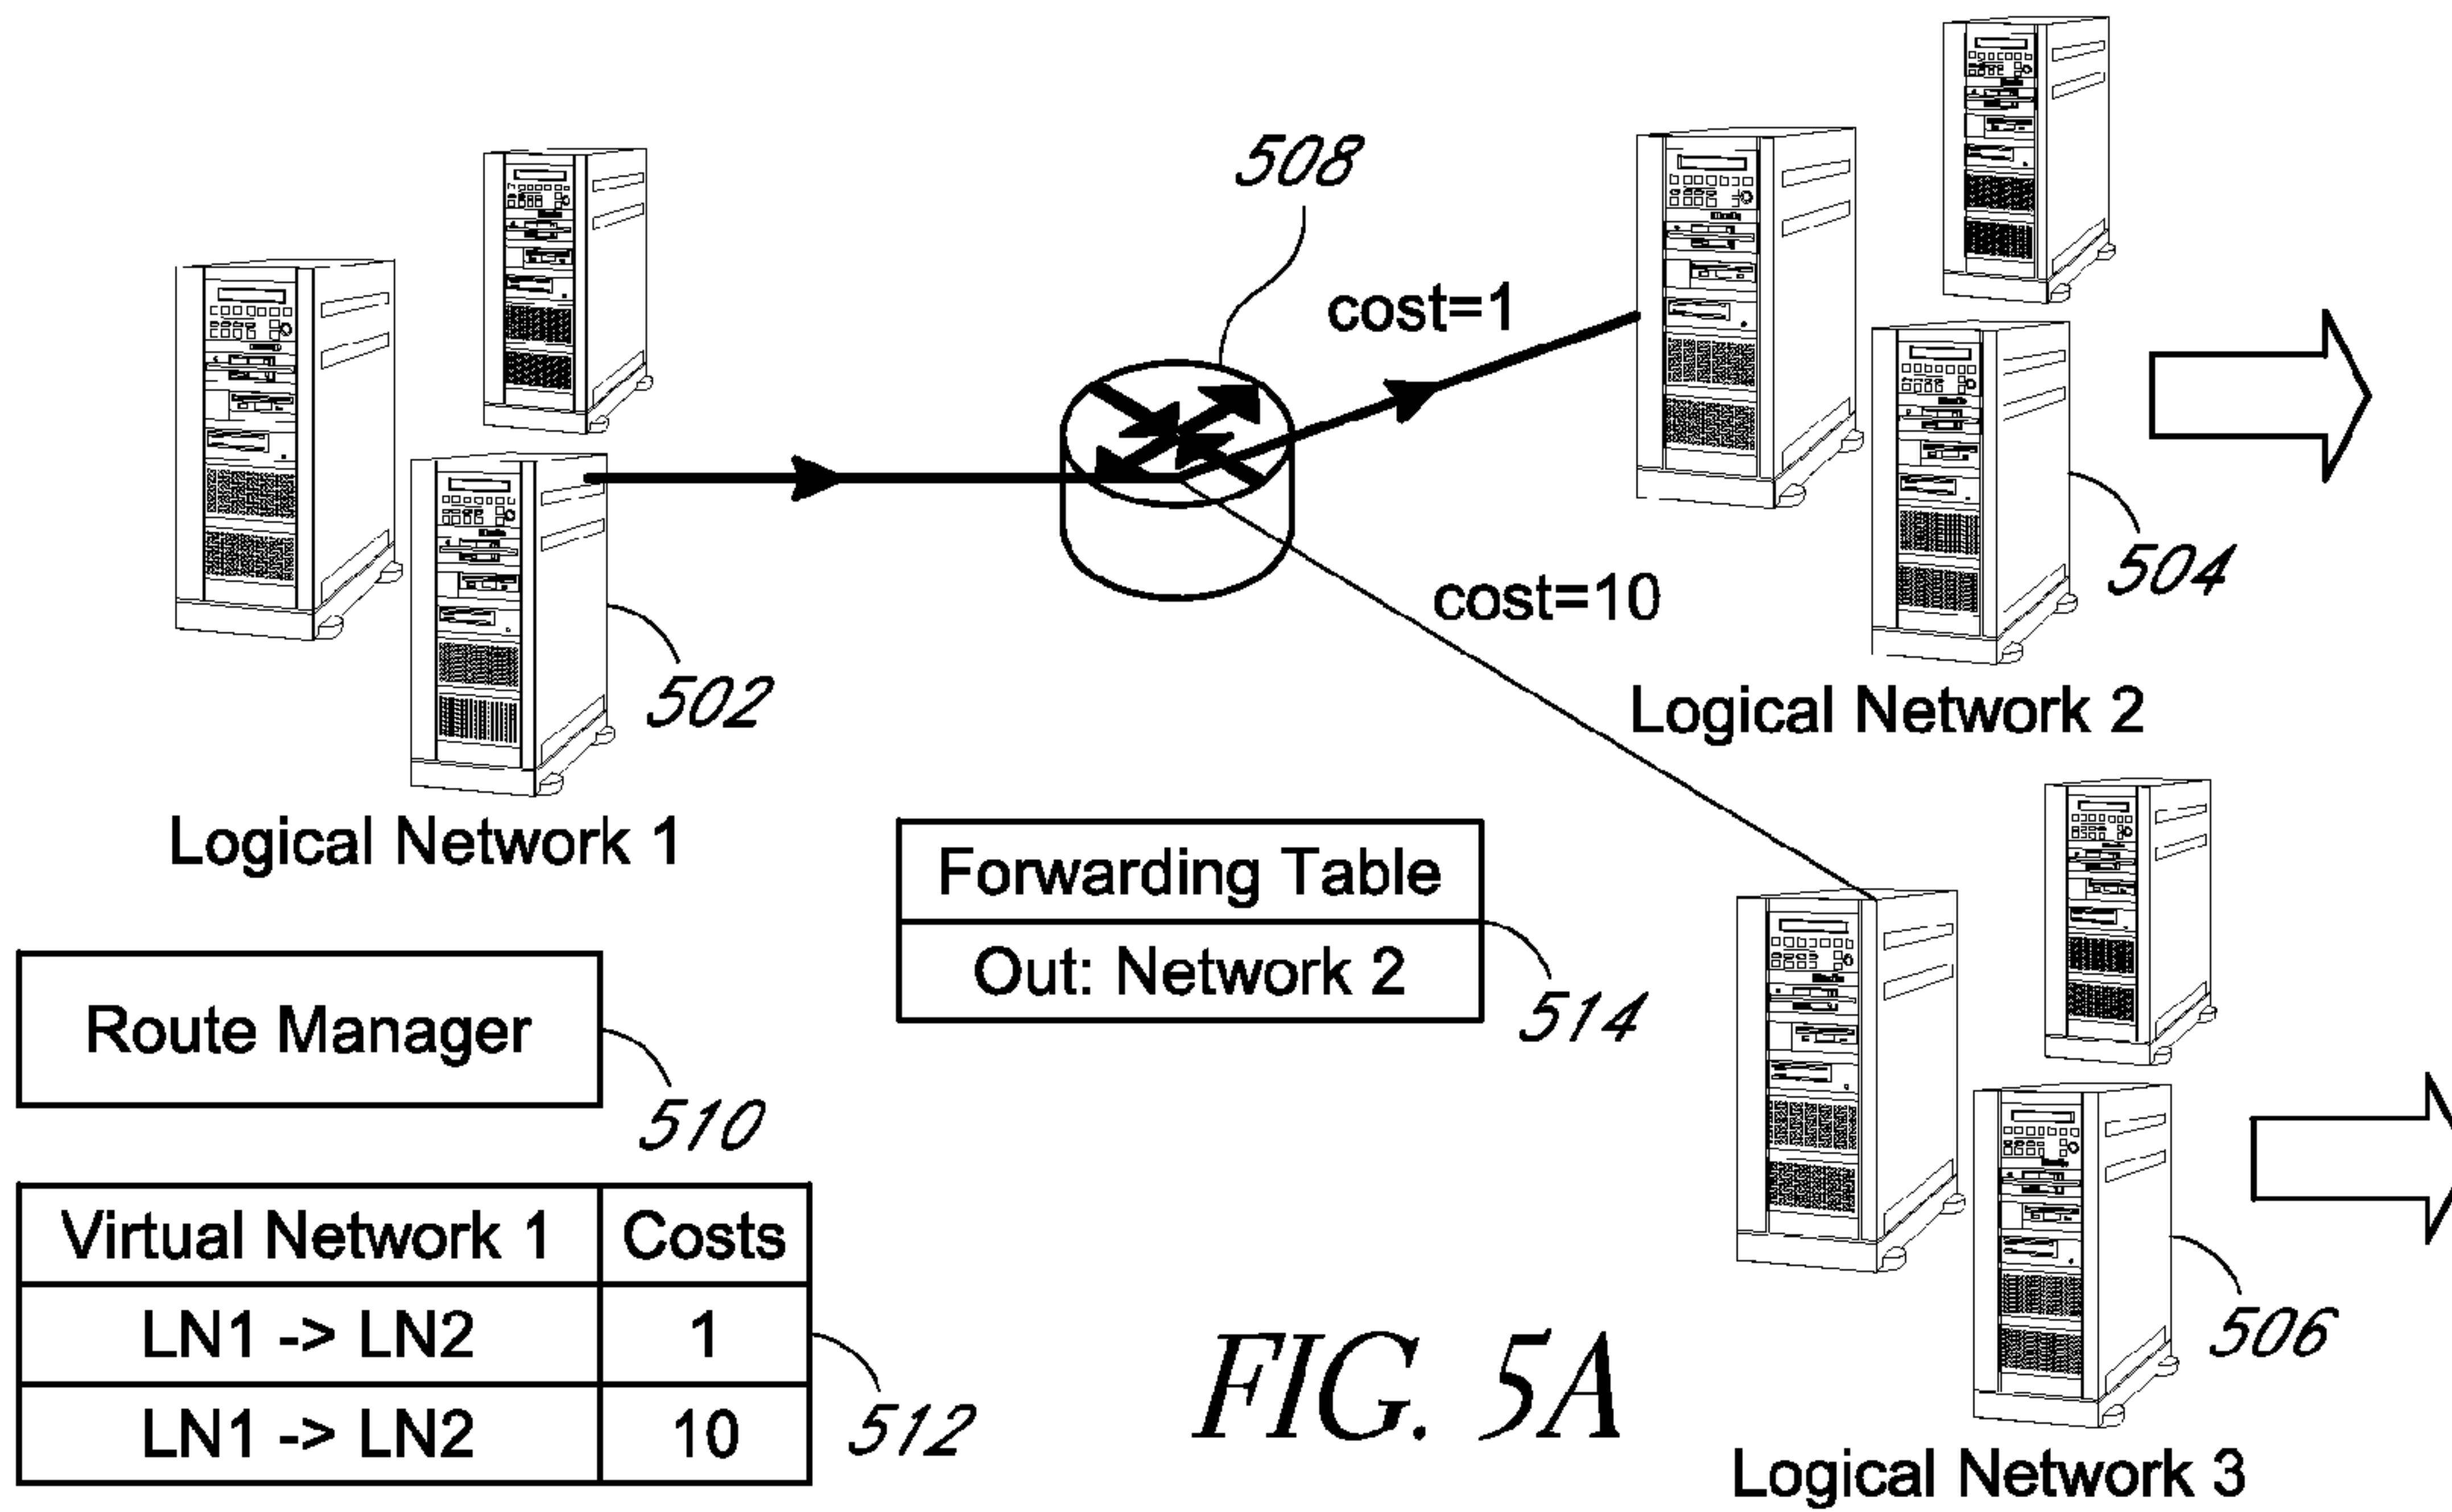 508
cost=1
cost=10
504
502
Logical Network 2
Logical Network 1
Forwarding Table
Out: Network 2
514
Route Manager
510
Virtual Network 1 Costs
LN1 -> LN2 1
LN1 -> LN2 10
512
506
FIG. 5A
Logical Network 3